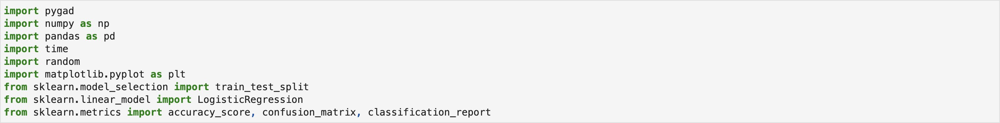 import pygad
import numpy as np
import pandas as pd
import time
import random
import matplotlib.pyplot as plt
from sklearn.model_selection import train_test_split
from sklearn.linear_model import LogisticRegression
from sklearn.metrics import accuracy_score, confusion_matrix, classification_report